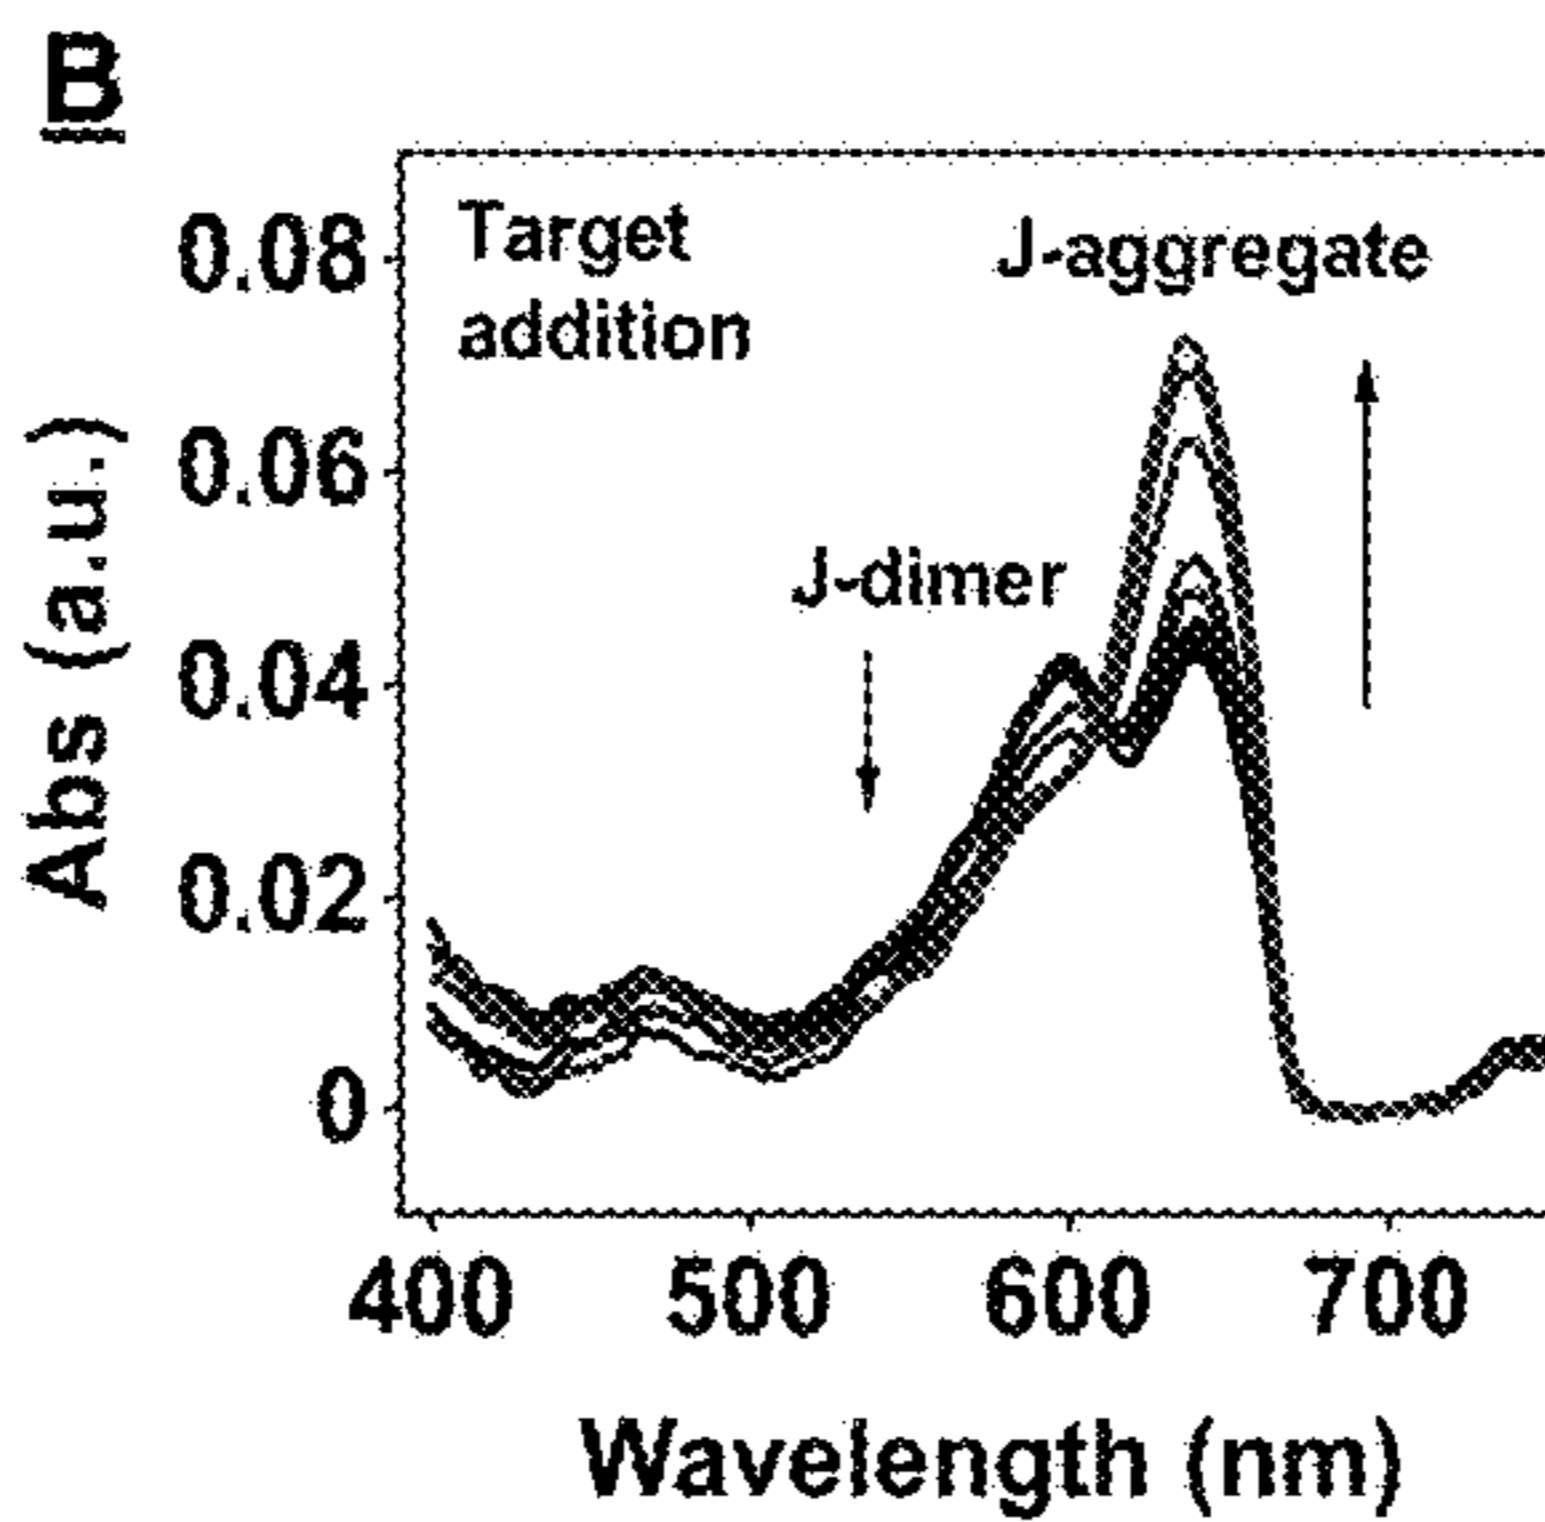 B
Target
addition
J-aggregate
J-dimer
0.08
0.06
0.04
0.02
0
Abs (a.u.)
400 500 600 700
Wavelength (nm)